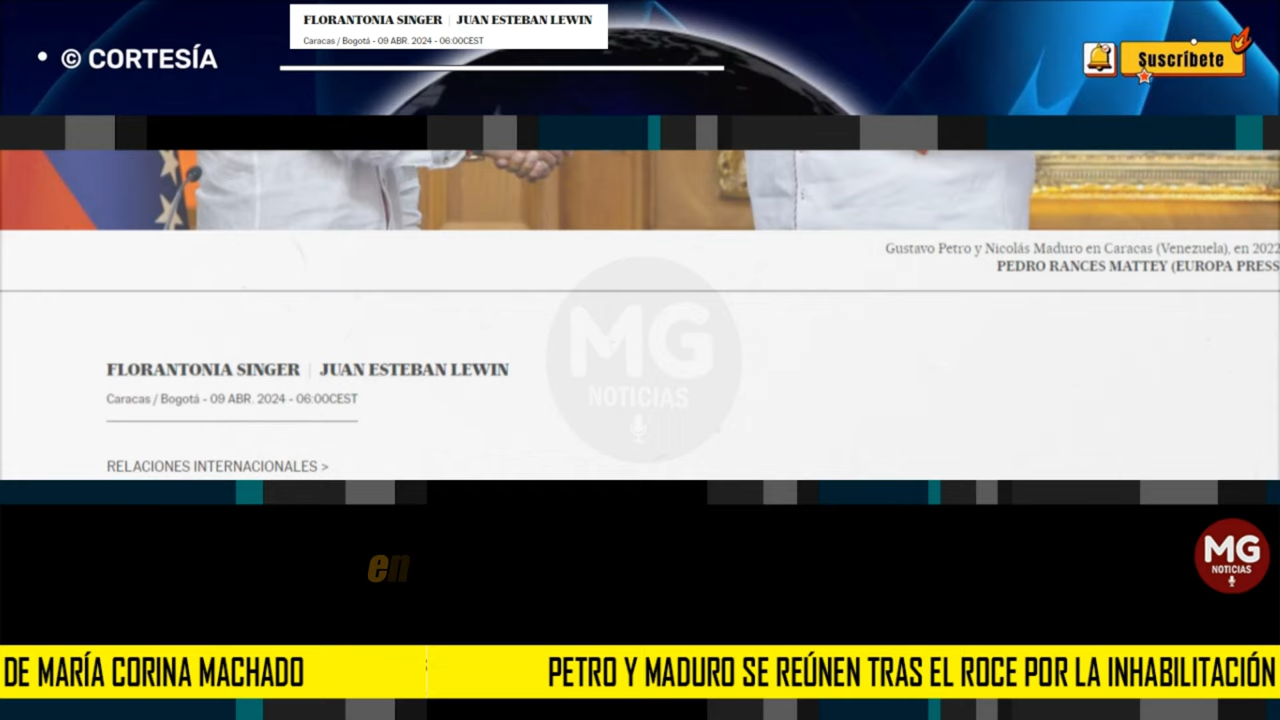 FLORANTONIA SINGER | JUAN ESTEBAN LEWIN
Caracas / Bogotá - 09 ABR. 2024 - 06:00CEST
• © CORTESÍA
Suscríbete
Gustavo Petro y Nicolás Maduro en Caracas (Venezuela), en 2022
PEDRO RANCES MATTEY (EUROPA PRESS
MG
NOTICIAS
FLORANTONIA SINGER | JUAN ESTEBAN LEWIN
Caracas / Bogotá - 09 ABR. 2024 - 06:00CEST
RELACIONES INTERNACIONALES >
en
MG
NOTICIAS
DE MARÍA CORINA MACHADO
PETRO Y MADURO SE REÚNEN TRAS EL ROCE POR LA INHABILITACIÓN